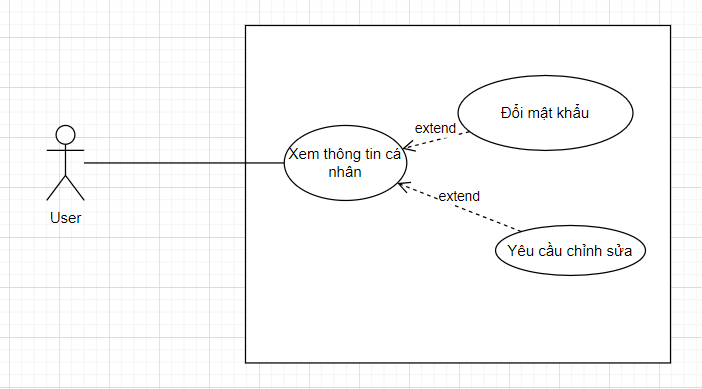 Đổi mật khẩu
extend
Xem thông tin cá
nhân
extend
User
Yêu cầu chỉnh sửa